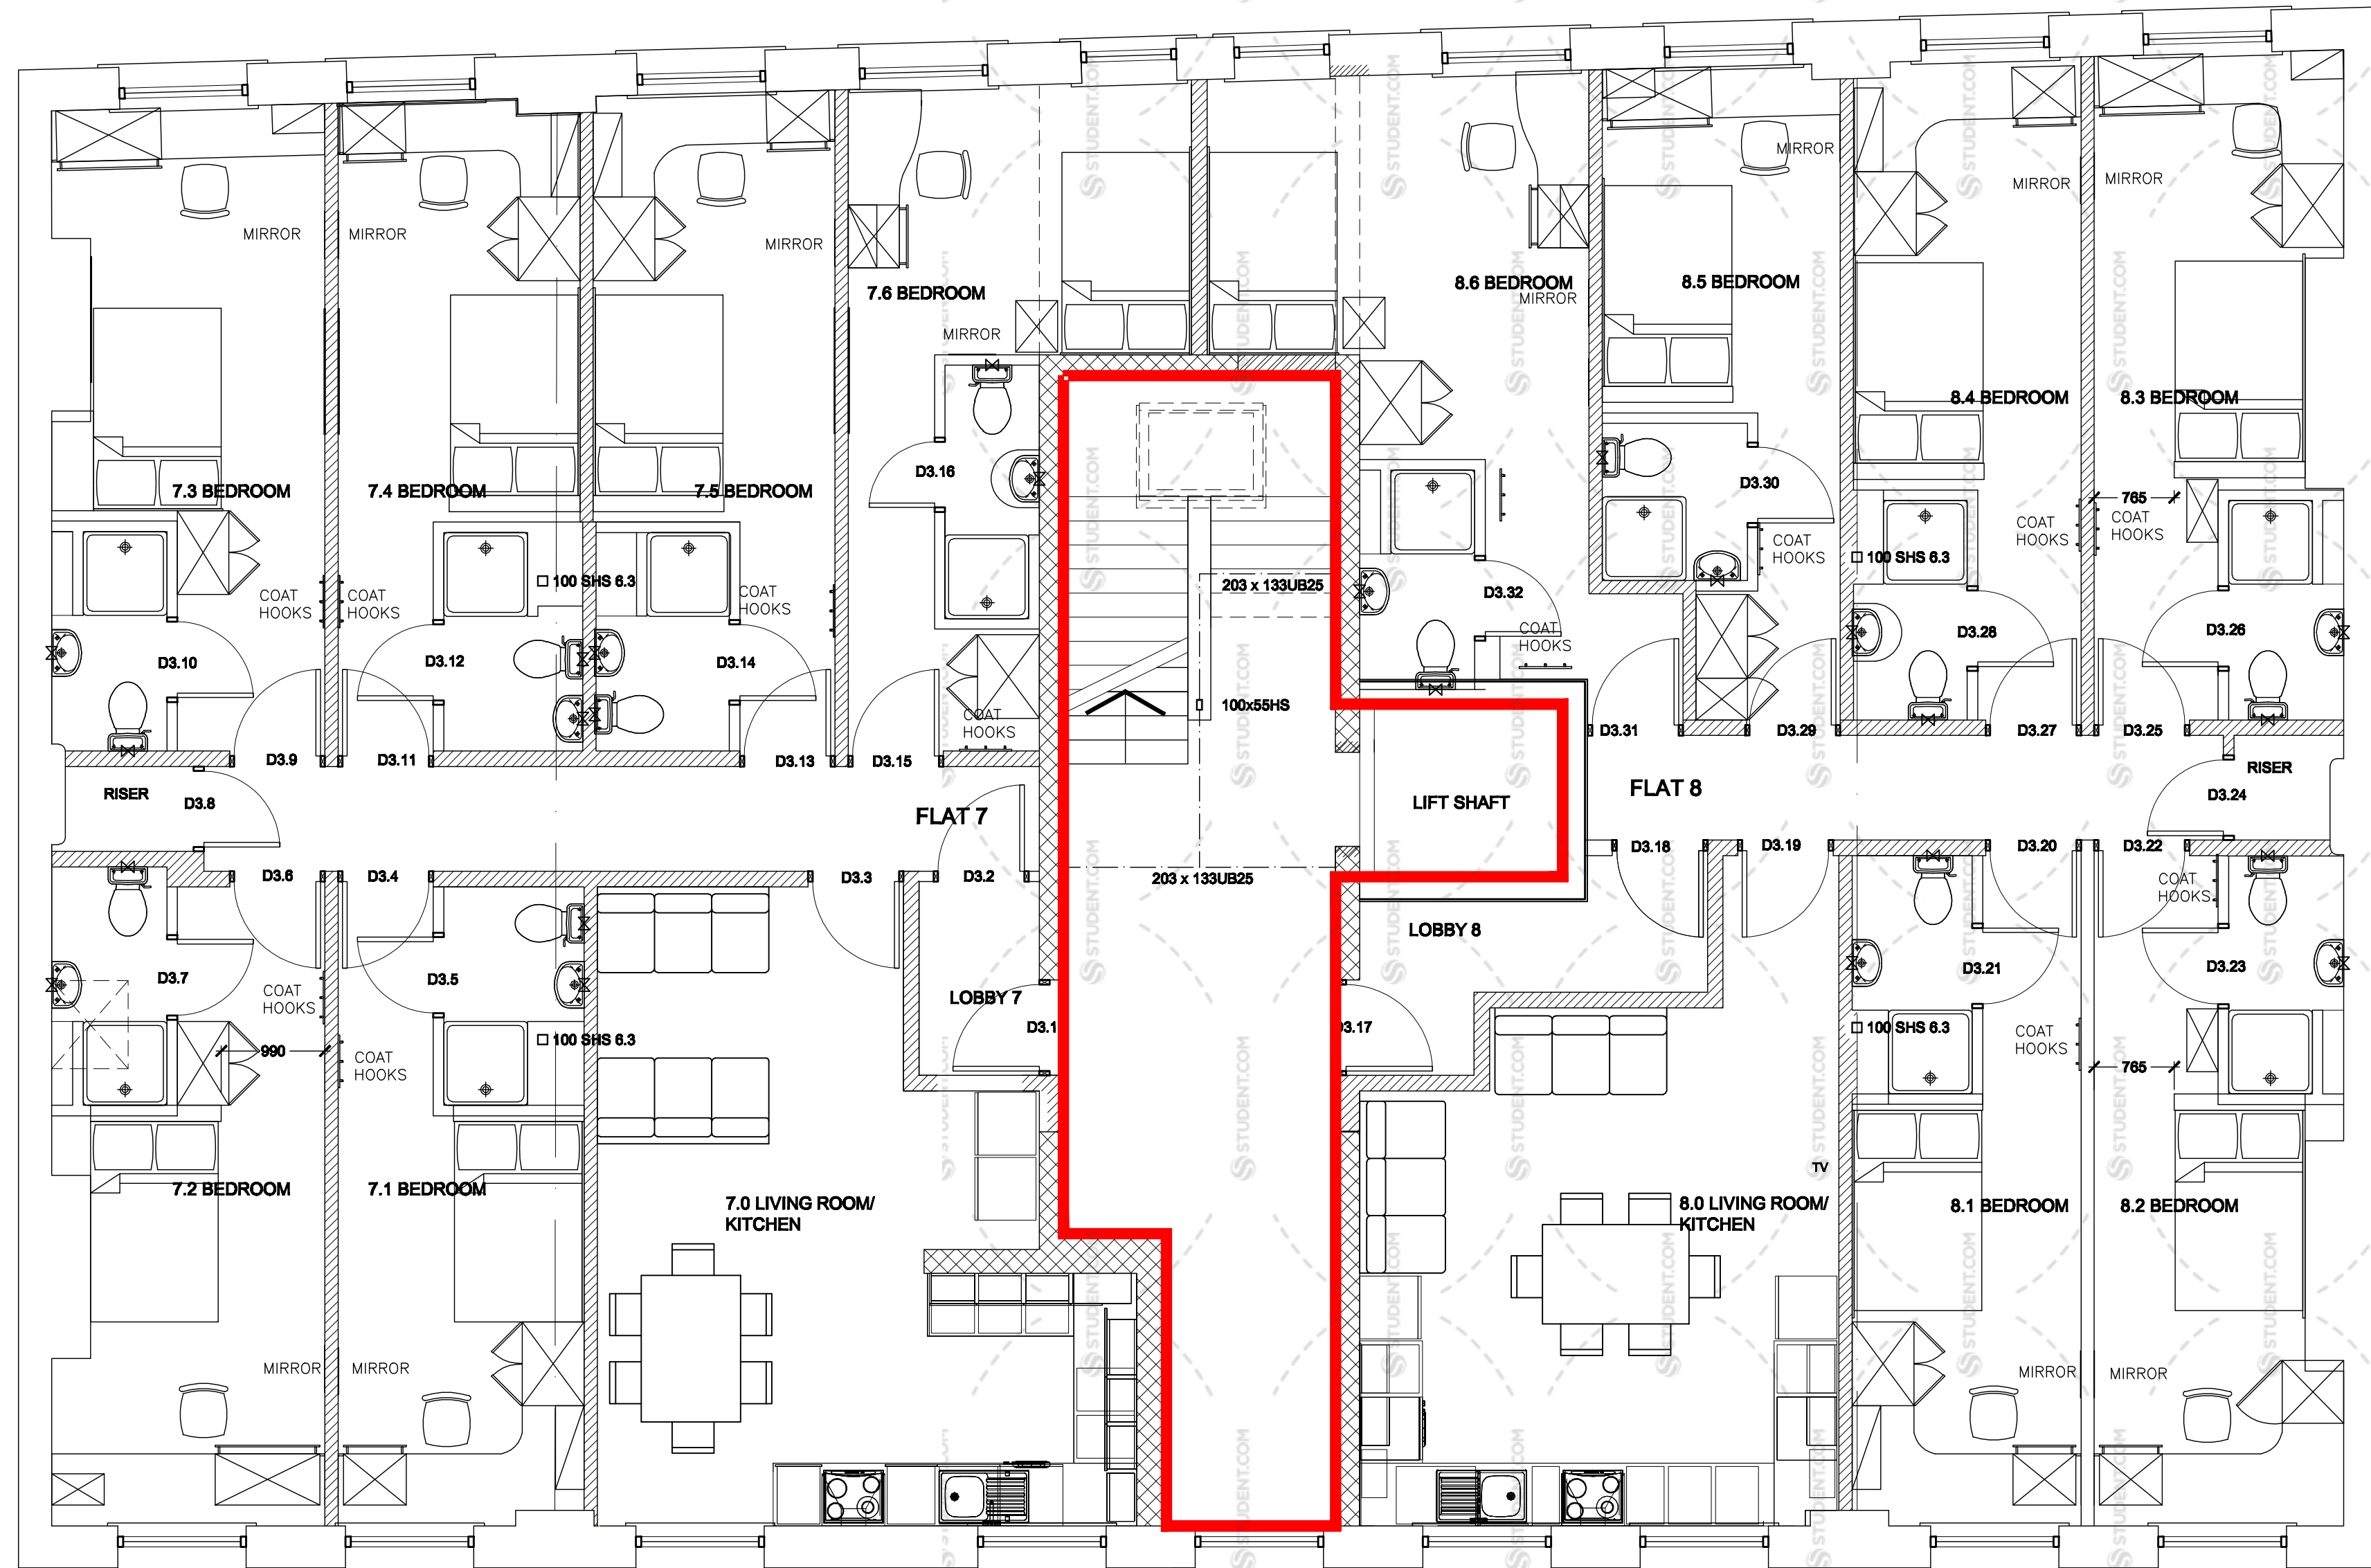 MIRROR
MIRROR
MIRROR
MIRROR
MIRROR
MIRROR
MIRROR
MIRROR
7.6 BEDROOM
8.6 BEDROOM
8.5 BEDROOM
8.4 BEDROOM
8.3 BEDROOM
7.3 BEDROOM
7.4 BEDROOM
7.5 BEDROOM
D3.16
D3.30
765
COAT
HOOKS
COAT
HOOKS
COAT
HOOKS
100 SHS 6.3
100 SHS 6.3
203 x 133UB25
D3.32
COAT
HOOKS
COAT
HOOKS
COAT
HOOKS
COAT
HOOKS
D3.10
D3.12
D3.14
D3.28
D3.26
100x55HS
COAT
HOOKS
D3.9
D3.11
D3.13
D3.15
D3.31
D3.29
D3.27
D3.25
RISER
D3.8
FLAT 7
LIFT SHAFT
FLAT 8
RISER
D3.24
D3.6
D3.4
D3.3
D3.2
203 x 133UB25
D3.18
D3.19
D3.20
D3.22
COAT
HOOKS
LOBBY 8
D3.7
D3.5
D3.21
D3.23
COAT
HOOKS
LOBBY 7
D3.1
3.17
100 SHS 6.3
100 SHS 6.3
990
COAT
HOOKS
COAT
HOOKS
765
TV
7.2 BEDROOM
7.1 BEDROOM
7.0 LIVING ROOM/
KITCHEN
8.0 LIVING ROOM/
KITCHEN
8.1 BEDROOM
8.2 BEDROOM
MIRROR
MIRROR
MIRROR
MIRROR
STUDENT.COM